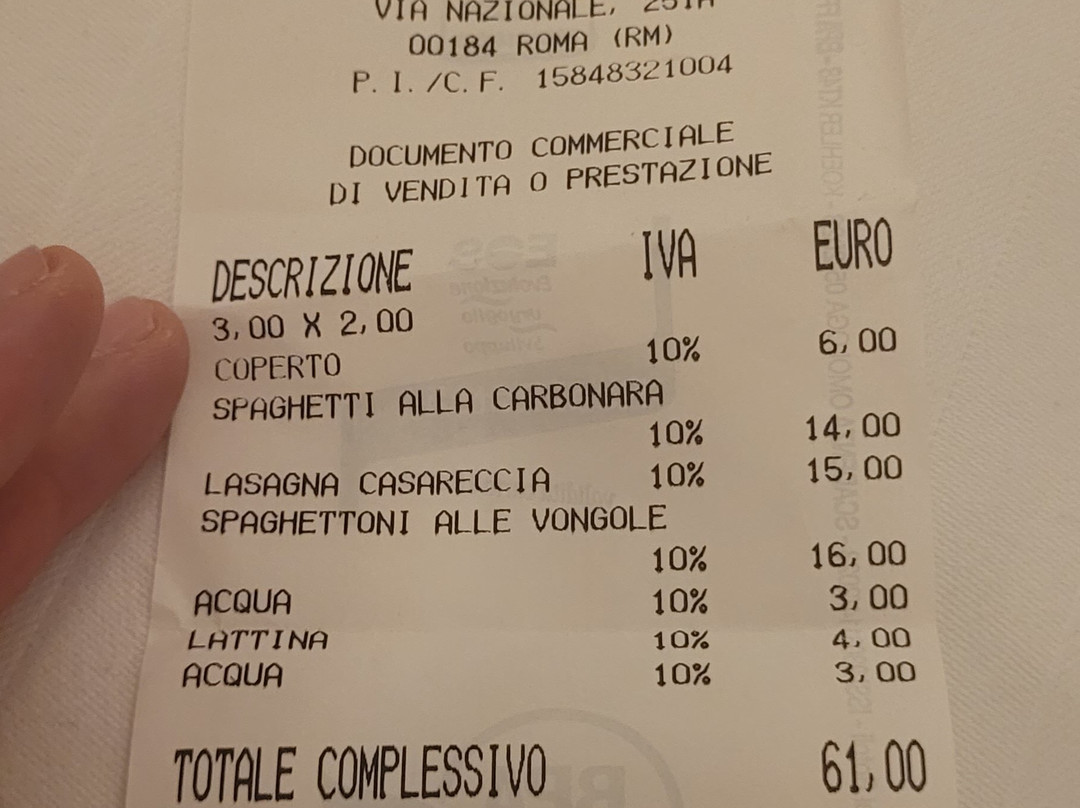 VIA NAZIONALE,
00184 ROMA (RM)
P. I. /C. F. 15848321004
DOCUMENTO COMMERCIALE
DI VENDITA O PRESTAZIONE
DESCRIZIONE IVA EURO
3,00 X 2,00
COPERTO 10% 6,00
SPAGHETTI ALLA CARBONARA
10% 14,00
LASAGNA CASARECCIA 10% 15,00
SPAGHETTONI ALLE VONGOLE
10% 16,00
ACQUA 10% 3,00
LATTINA 10% 4,00
ACQUA 10% 3,00
TOTALE COMPLESSIVO 61,00